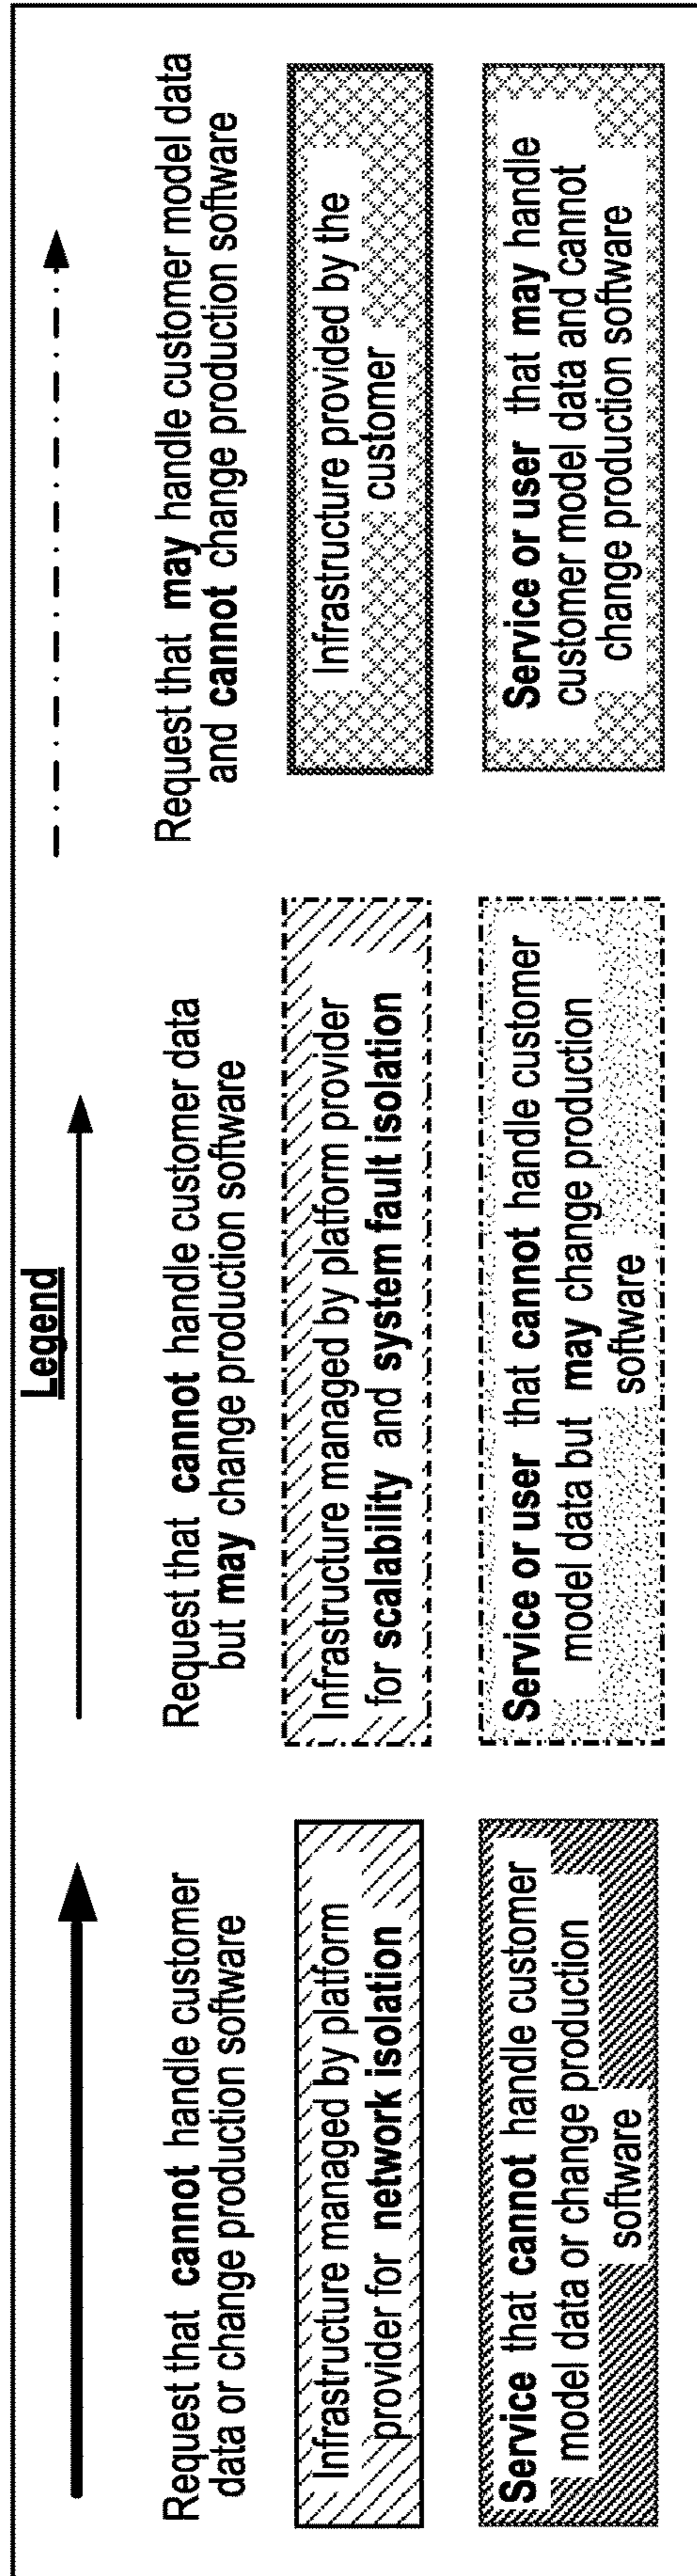 Legend
Request that cannot handle customer
data or change production software
Request that cannot handle customer data
but may change production software
Request that may handle customer model data
and cannot change production software
Infrastructure managed by platform
provider for network isolation
Infrastructure managed by platform provider
for scalability and system fault isolation
Infrastructure provided by the
customer
Service that cannot handle customer
model data or change production
software
Service or user that cannot handle customer
model data but may change production
software
Service or user that may handle
customer model data and cannot
change production software